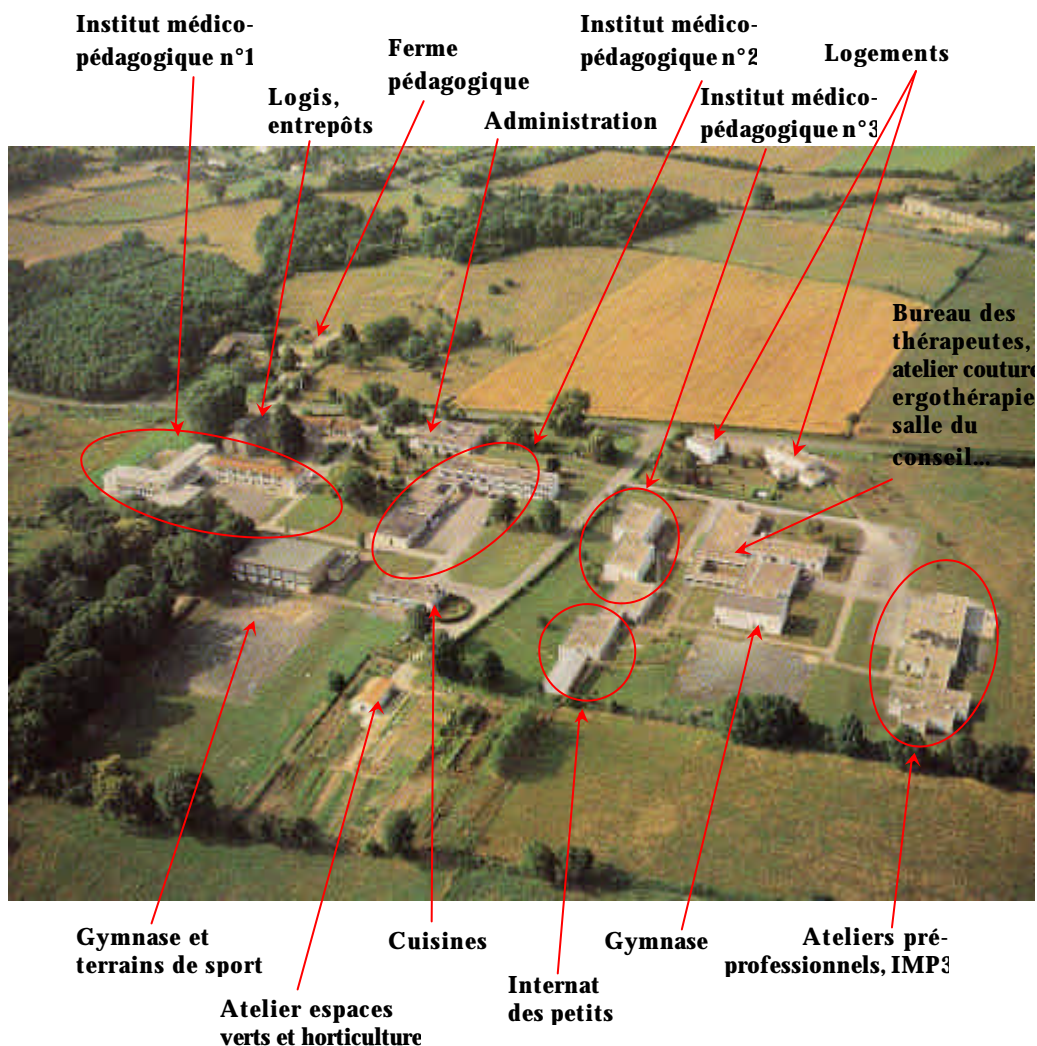 Institut médico-
pédagogique n°1
Logis,
entrepôts
Ferme
pédagogique
Administration
Institut médico-
pédagogique n°2
Institut médico-
pédagogique n°3
Logements
Bureau des
thérapeutes,
atelier couture
ergothérapie
salle du
conseil...
Gymnase et
terrains de sport
Atelier espaces
verts et horticulture
Cuisines
Internat
des petits
Gymnase
Ateliers pré-
professionnels, IMP3